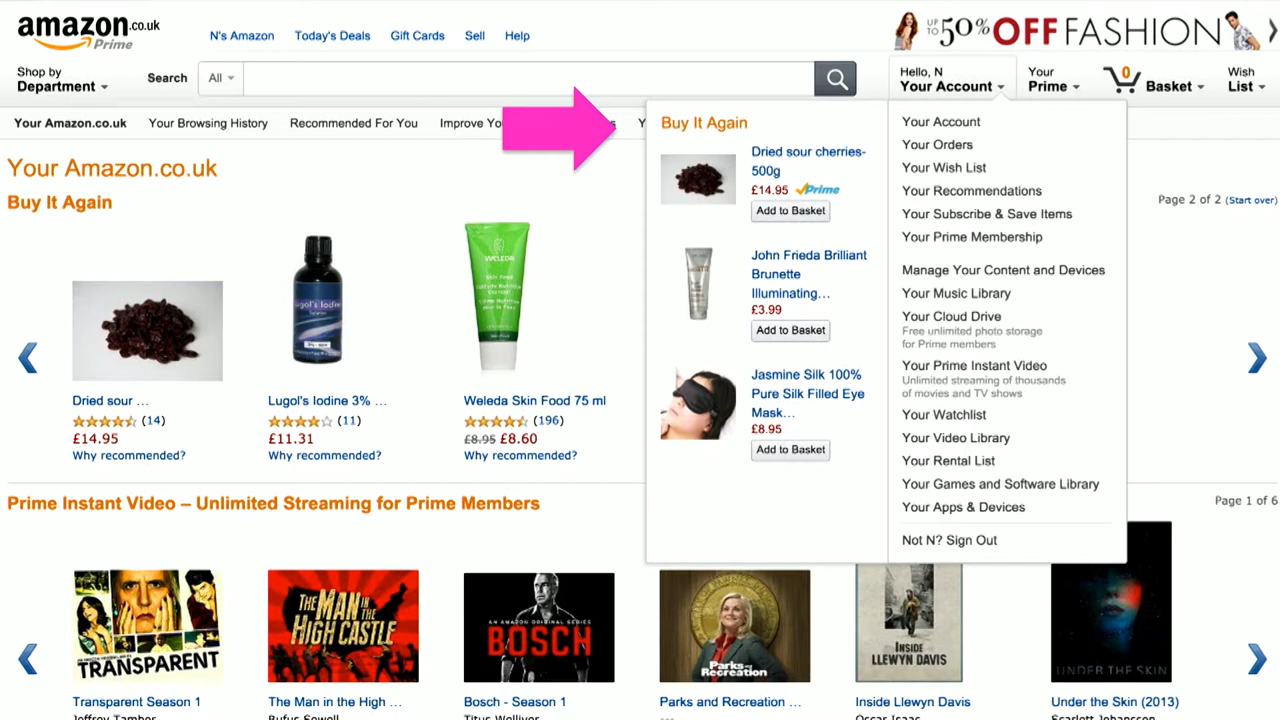 amazon.co.uk
Prime
N's Amazon Today's Deals Gift Cards Sell Help
UP TO 50% OFF FASHION
Shop by
Department
Search All
Hello, N
Your Account
Your
Prime
0
Basket
Wish
List
Your Amazon.co.uk Your Browsing History Recommended For You Improve
Your Amazon.co.uk
Buy It Again
Page 2 of 2 (Start over)
WELEDA
Skin Food
Lugol's Iodine
Dried sour ...
(14)
£14.95
Why recommended?
Lugol's Iodine 3% ...
(11)
£11.31
Why recommended?
Weleda Skin Food 75 ml
(196)
£8.95 £8.60
Why recommended?
Buy It Again
Dried sour cherries-
500g
£14.95 Prime
Add to Basket
John Frieda Brilliant
Brunette
Illuminating...
£3.99
Add to Basket
Jasmine Silk 100%
Pure Silk Filled Eye
Mask...
£8.95
Add to Basket
Your Account
Your Orders
Your Wish List
Your Recommendations
Your Subscribe & Save Items
Your Prime Membership
Manage Your Content and Devices
Your Music Library
Your Cloud Drive
Free unlimited photo storage
for Prime members
Your Prime Instant Video
Unlimited streaming of thousands
of movies and TV shows
Your Watchlist
Your Video Library
Your Rental List
Your Games and Software Library
Your Apps & Devices
Not N? Sign Out
Prime Instant Video – Unlimited Streaming for Prime Members
Page 1 of 6
TRANSPARENT
THE MAN IN THE
HIGH CASTLE
AN AMAZON ORIGINAL SERIES
BOSCH
Parks and
Recreation
INSIDE
LLEWYN DAVIS
UNDER THE SKIN
Transparent Season 1
Jeffrey Tambor
The Man in the High ...
Rufus Sewell
Bosch - Season 1
Titus Welliver
Parks and Recreation ...
Inside Llewyn Davis
Oscar Isaac
Under the Skin (2013)
Scarlett Johansson